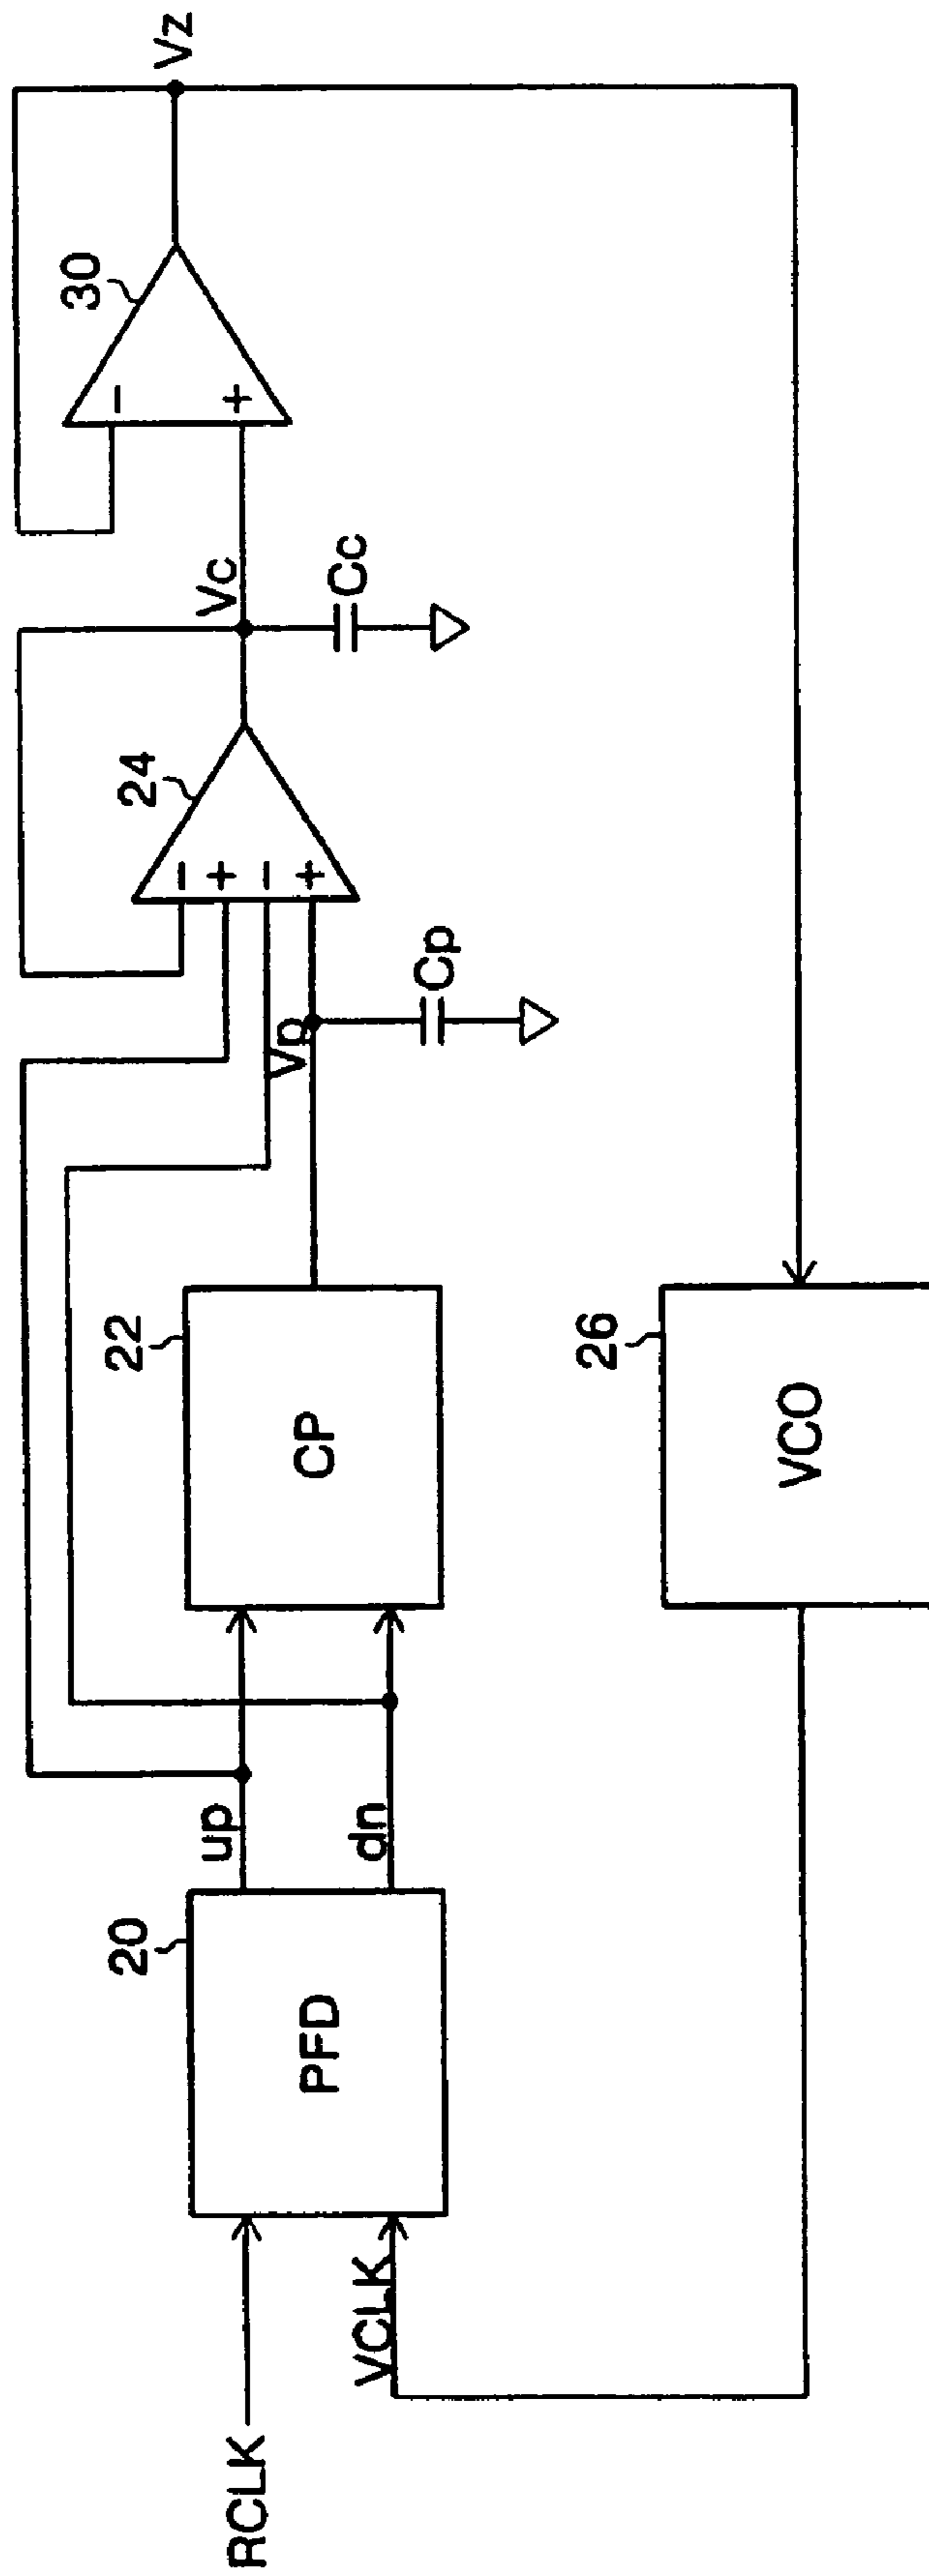 RCLK
VCLK
20
PFD
up
dn
22
CP
Vp
Cp
24
−
+
−
+
Vc
Cc
30
−
+
Vz
26
VCO